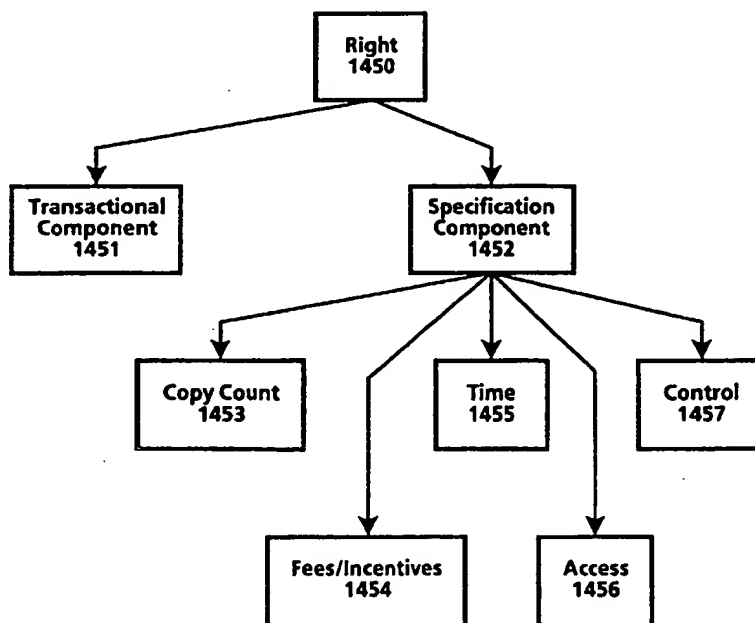 Right
1450
Transactional
Component
1451
Specification
Component
1452
Copy Count
1453
Time
1455
Control
1457
Fees/Incentives
1454
Access
1456